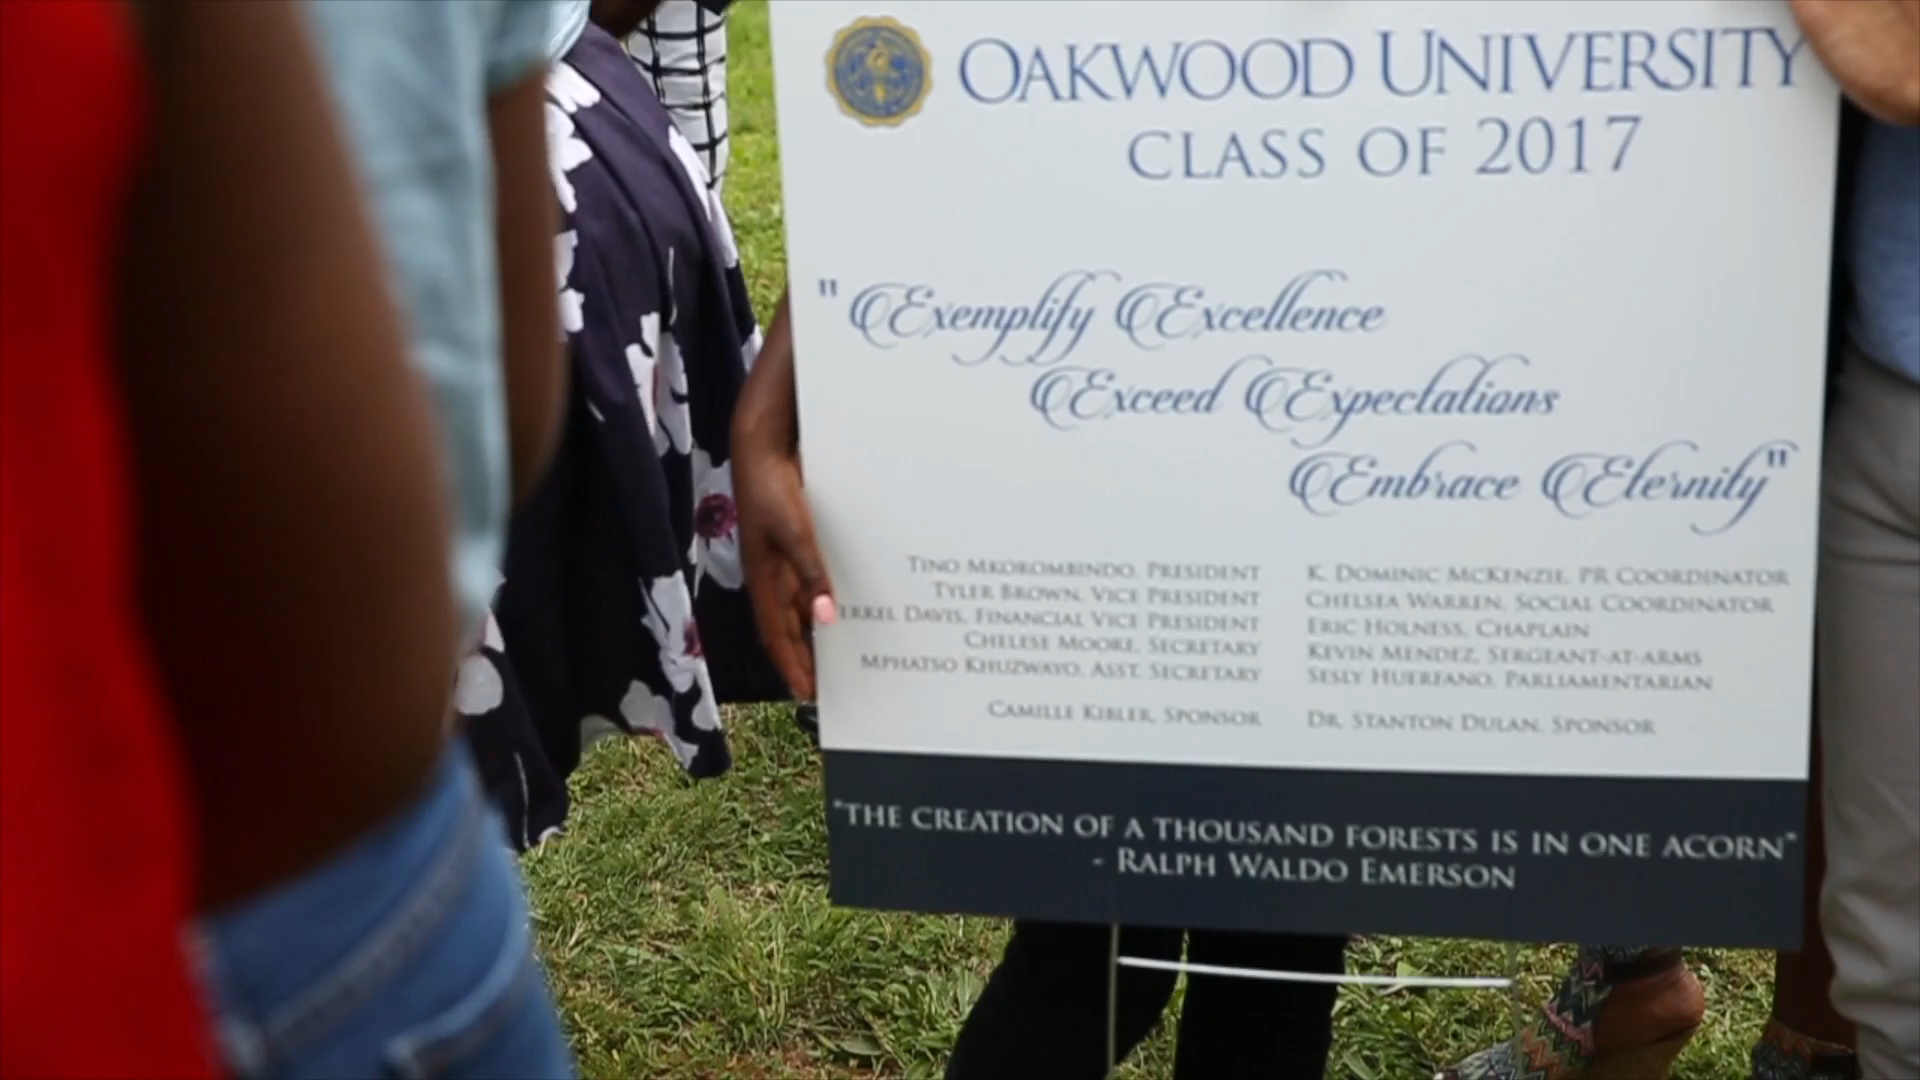 OAKWOOD UNIVERSITY
CLASS OF 2017
"Exemplify Excellence
Exceed Expectations
Embrace Eternity"
TINO MKOROMBINDO, PRESIDENT
TYLER BROWN, VICE PRESIDENT
DAVIS, FINANCIAL VICE PRESIDENT
CHELESE MOORE, SECRETARY
MPHATSO KHUZWAYO, ASST. SECRETARY
CAMILLE KIBLER, SPONSOR
K. DOMINIC MCKENZIE, PR COORDINATOR
CHELSEA WARREN, SOCIAL COORDINATOR
ERIC HOLNESS, CHAPLAIN
KEVIN MENDEZ, SERGEANT-AT-ARMS
SESLY HUERFANO, PARLIAMENTARIAN
DR. STANTON DULAN, SPONSOR
"THE CREATION OF A THOUSAND FORESTS IS IN ONE ACORN"
- RALPH WALDO EMERSON